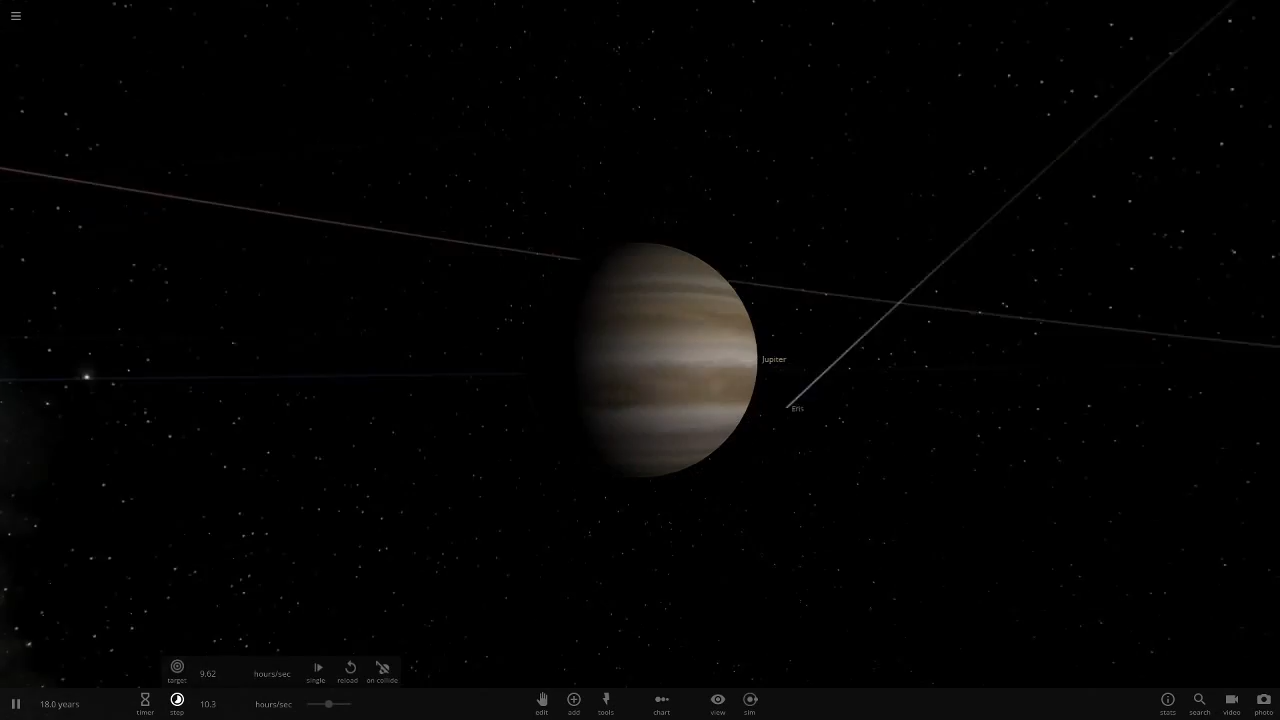 Jupiter
Eris
target 9.62 hours/sec single reload on collide
18.0 years timer step 10.3 hours/sec edit add tools chart view sim stats search video photo